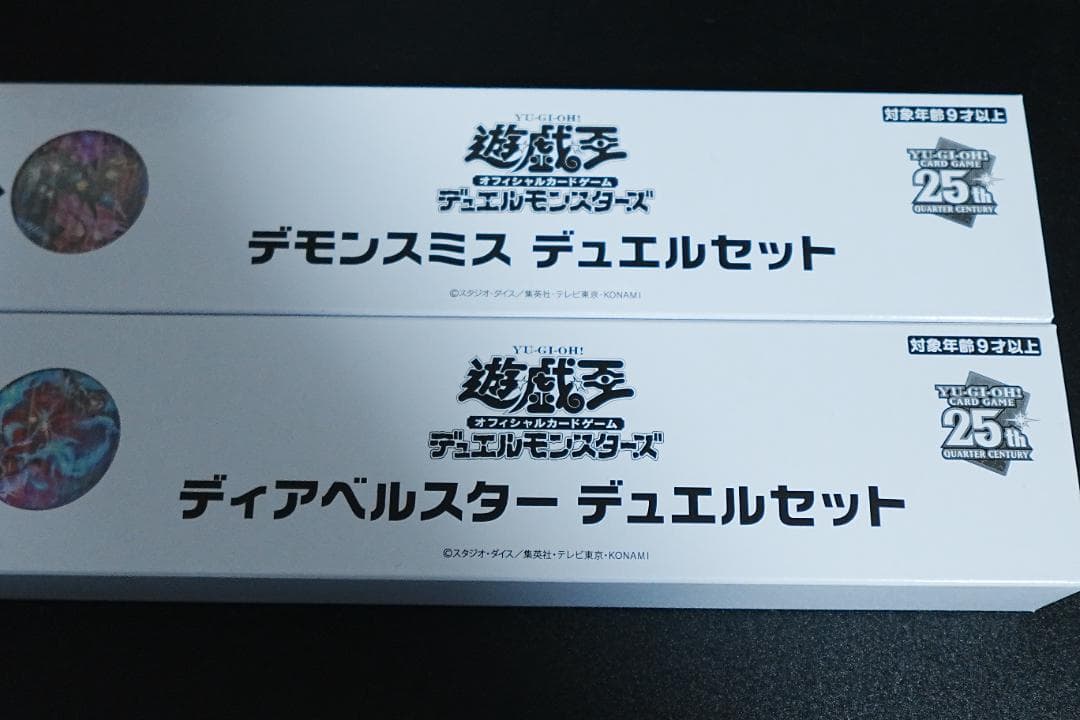 対象年齢9才以上
YU-GI-OH!
遊戯王
オフィシャルカードゲーム
デュエルモンスターズ
YU-GI-OH!
CARD GAME
25th
QUARTER CENTURY
デモンスミス デュエルセット
©スタジオ・ダイス/集英社・テレビ東京・KONAMI
対象年齢9才以上
YU-GI-OH!
遊戯王
オフィシャルカードゲーム
デュエルモンスターズ
YU-GI-OH!
CARD GAME
25th
QUARTER CENTURY
ディアベルスター デュエルセット
©スタジオ・ダイス/集英社・テレビ東京・KONAMI